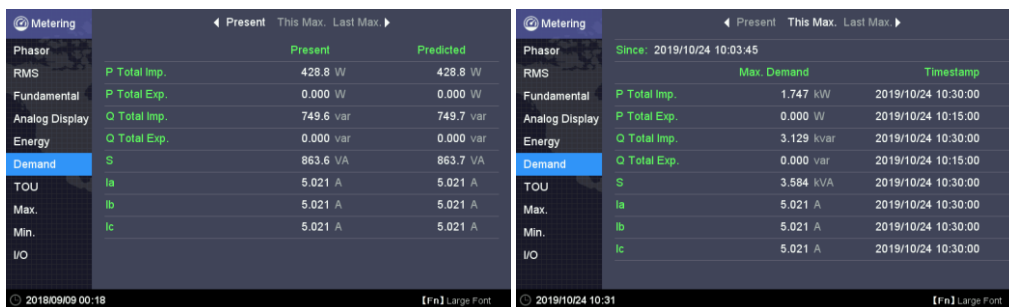 Metering
◀ Present This Max. Last Max. ▶
Phasor
RMS
Fundamental
Analog Display
Energy
Demand
TOU
Max.
Min.
I/O
Present Predicted
P Total Imp. 428.8 W 428.8 W
P Total Exp. 0.000 W 0.000 W
Q Total Imp. 749.6 var 749.7 var
Q Total Exp. 0.000 var 0.000 var
S 863.6 VA 863.7 VA
Ia 5.021 A 5.021 A
Ib 5.021 A 5.021 A
Ic 5.021 A 5.021 A
2018/09/09 00:18 【Fn】Large Font
Metering
◀ Present This Max. Last Max. ▶
Phasor
RMS
Fundamental
Analog Display
Energy
Demand
TOU
Max.
Min.
I/O
Since: 2019/10/24 10:03:45
Max. Demand Timestamp
P Total Imp. 1.747 kW 2019/10/24 10:30:00
P Total Exp. 0.000 W 2019/10/24 10:15:00
Q Total Imp. 3.129 kvar 2019/10/24 10:30:00
Q Total Exp. 0.000 var 2019/10/24 10:15:00
S 3.584 kVA 2019/10/24 10:30:00
Ia 5.021 A 2019/10/24 10:30:00
Ib 5.021 A 2019/10/24 10:30:00
Ic 5.021 A 2019/10/24 10:30:00
2019/10/24 10:31 【Fn】Large Font